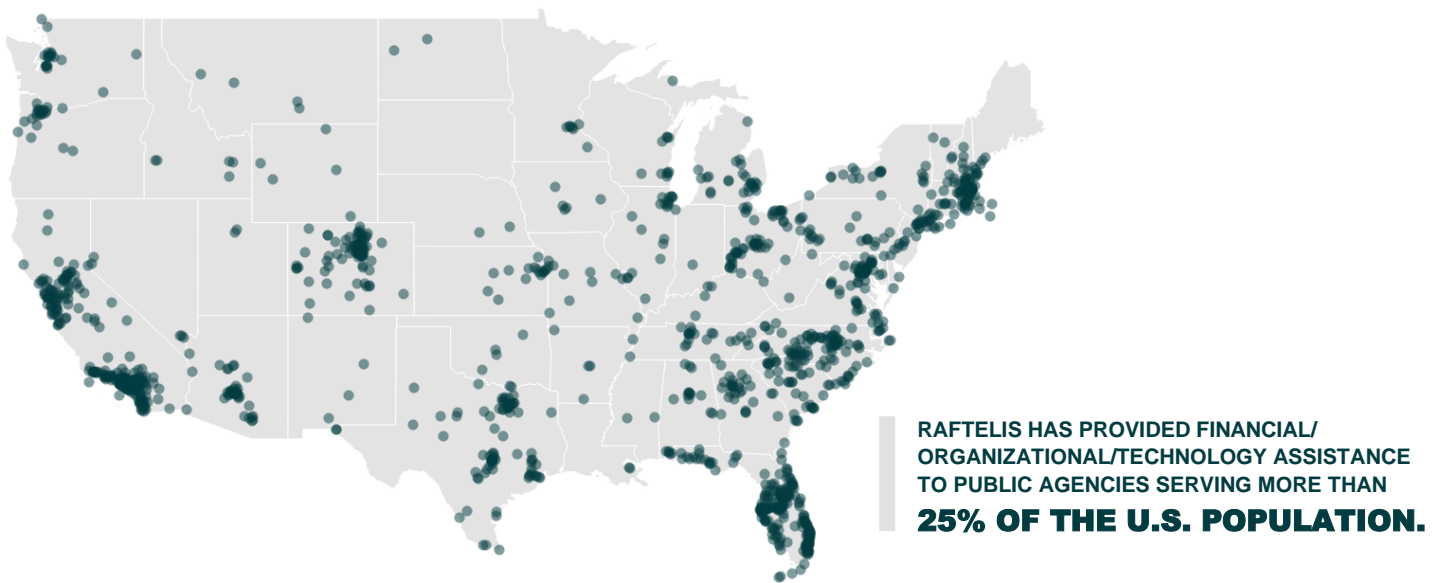 RAFTELIS HAS PROVIDED FINANCIAL/
ORGANIZATIONAL/TECHNOLOGY ASSISTANCE
TO PUBLIC AGENCIES SERVING MORE THAN
25% OF THE U.S. POPULATION.